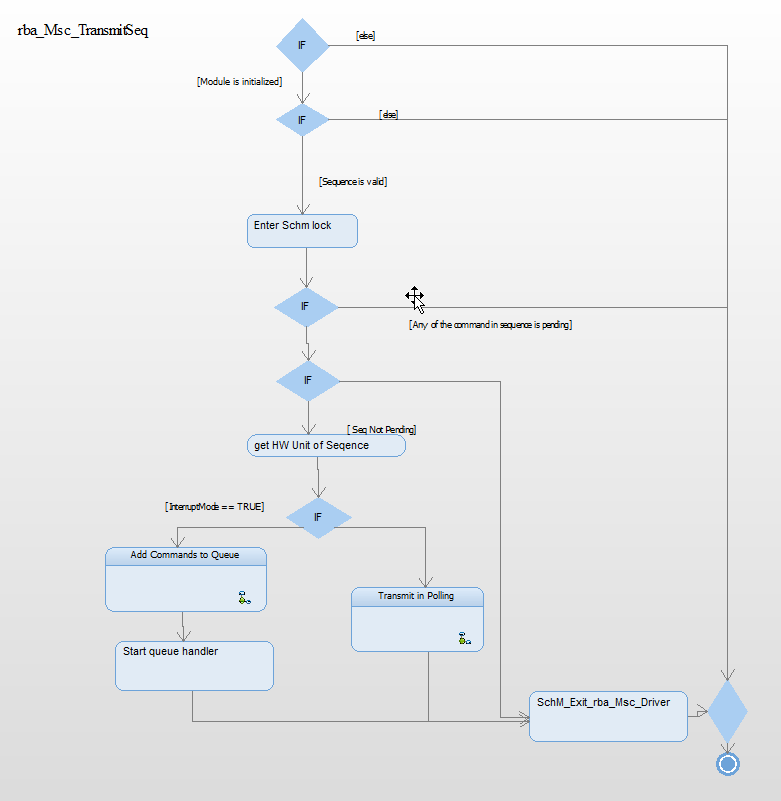 rba_Msc_TransmitSeq
IF
[else]
[Module is initialized]
IF
[else]
[Sequence is valid]
Enter Schm lock
IF
[Any of the command in sequence is pending]
IF
[ Seq Not Pending]
get HW Unit of Seqence
[InterruptMode == TRUE]
IF
Add Commands to Queue
Transmit in Polling
Start queue handler
SchM_Exit_rba_Msc_Driver